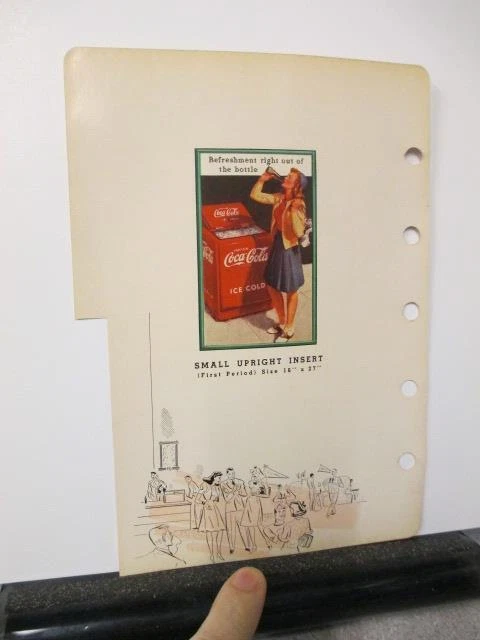 Refreshment right out of
the bottle
Coca-Cola
Coca-Cola
ICE COLD
SMALL UPRIGHT INSERT
(First Period) Size 18" x 27"